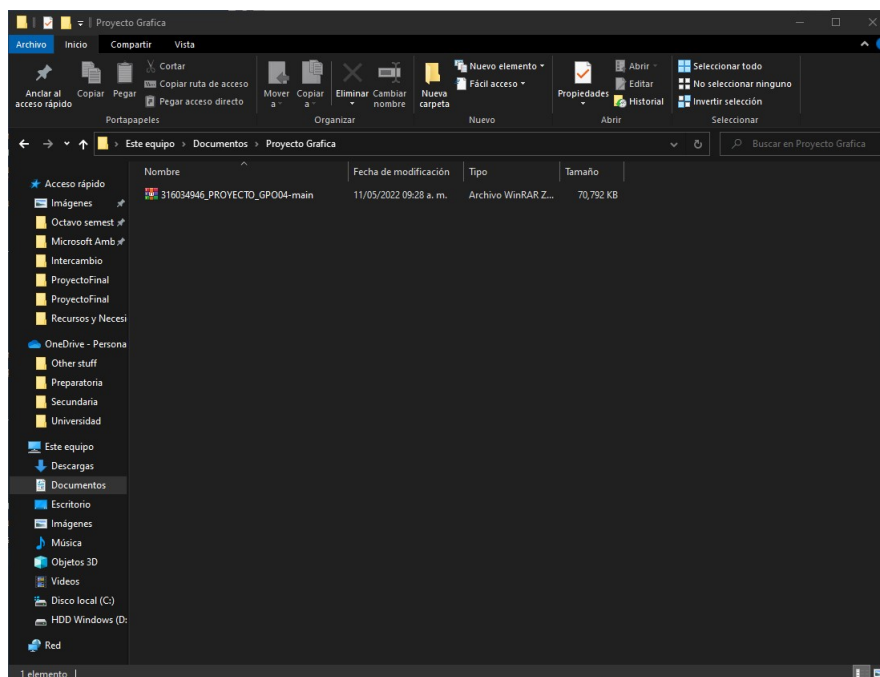 Proyecto Grafica
Archivo Inicio Compartir Vista
Anclar al acceso rápido
Copiar
Pegar
Cortar
Copiar ruta de acceso
Pegar acceso directo
Portapapeles
Mover a
Copiar a
Eliminar
Cambiar nombre
Organizar
Nueva carpeta
Nuevo elemento
Fácil acceso
Nuevo
Propiedades
Abrir
Editar
Historial
Abrir
Seleccionar todo
No seleccionar ninguno
Invertir selección
Seleccionar
Este equipo > Documentos > Proyecto Grafica
Buscar en Proyecto Grafica
Nombre Fecha de modificación Tipo Tamaño
316034946_PROYECTO_GPO04-main 11/05/2022 09:28 a. m. Archivo WinRAR Z... 70,792 KB
Acceso rápido
Imágenes
Octavo semest
Microsoft Amb
Intercambio
ProyectoFinal
ProyectoFinal
Recursos y Necesi
OneDrive - Persona
Other stuff
Preparatoria
Secundaria
Universidad
Este equipo
Descargas
Documentos
Escritorio
Imágenes
Música
Objetos 3D
Videos
Disco local (C:)
HDD Windows (D:
Red
1 elemento